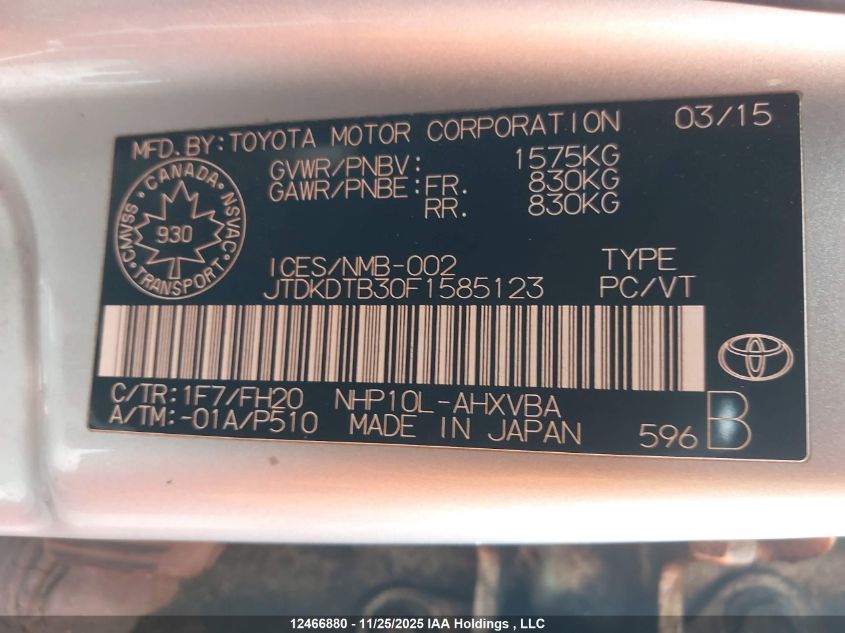 MFD. BY: TOYOTA MOTOR CORPORATION 03/15
GVWR/PNBV: 1575KG
GAWR/PNBE: FR. 830KG
RR. 830KG
CANADA
CMVSS 930 NSVAC
TRANSPORT
ICES/NMB-002 TYPE
JTDKDTB30F1585123 PC/VT
C/TR: 1F7/FH20 NHP10L-AHXVBA
A/TM: -01A/P510 MADE IN JAPAN 596 B
12466880 - 11/25/2025 IAA Holdings, LLC